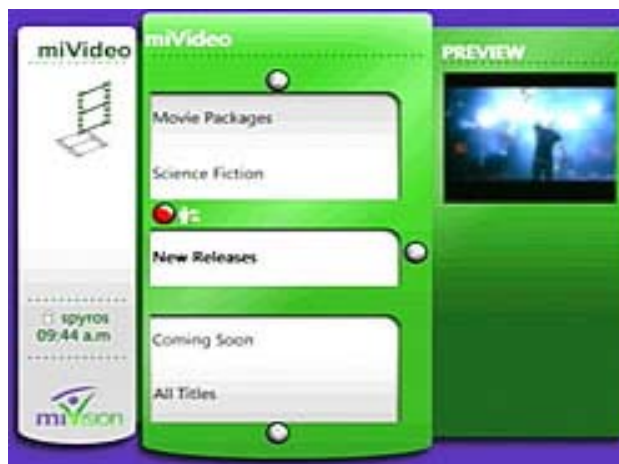 miVideo
spyros
09:44 a.m
miVision
miVideo
Movie Packages
Science Fiction
New Releases
Coming Soon
All Titles
PREVIEW